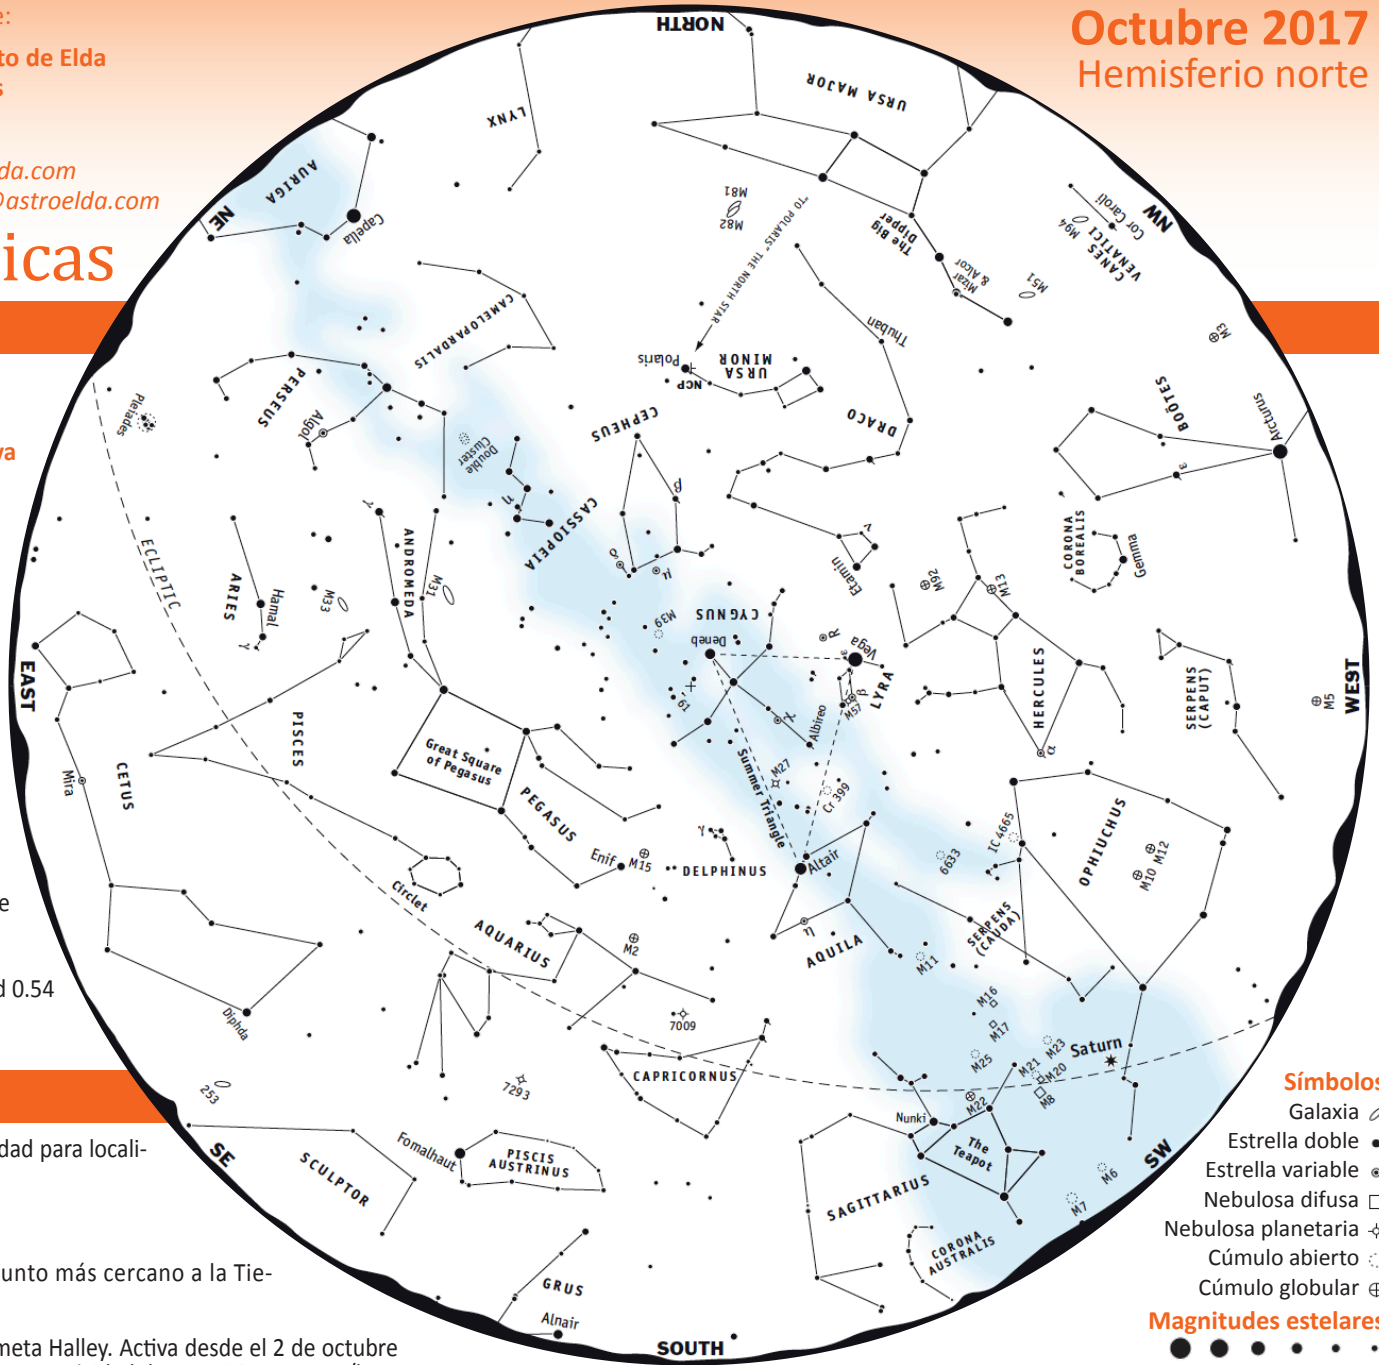 e:
to de Elda
s
da.com
@astroelda.com
icas
Octubre 2017
Hemisferio norte
va
e
d 0.54
dad para locali-
unto más cercano a la Tie-
meta Halley. Activa desde el 2 de octubre
NORTH
URSA MAJOR
LYNX
AURIGA
NE
Capella
M81
M82
"TO POLARIS" THE NORTH STAR
The Big
Dipper
Mizar
& Alcor
M51
M94
Cor Caroli
CANES
VENATICI
NW
M3
CAMELOPARDALIS
Thuban
Polaris
NCP
URSA
MINOR
PERSEUS
Algol
Pleiades
Double
Cluster
CEPHEUS
β
δ
μ
DRACO
BOÖTES
Arcturus
ε
CASSIOPEIA
η
γ
ANDROMEDA
M31
M33
ARIES
Hamal
γ
ECLIPTIC
ν
Etamin
M92
M13
CORONA
BOREALIS
Gemma
M39
CYGNUS
Deneb
R
Vega
ε
β
M57
LYRA
HERCULES
α
SERPENS
(CAPUT)
M5
WEST
EAST
PISCES
CETUS
Mira
Great Square
of Pegasus
PEGASUS
61
χ
Albireo
Summer Triangle
M27
Cr 399
Enif
M15
λ
DELPHINUS
Altair
6633
IC 4665
OPHIUCHUS
M12
M10
Circlet
AQUARIUS
M2
η
AQUILA
M11
SERPENS
(CAUDA)
Diphda
7009
M16
M17
M25
M23
M21
M20
M8
Saturn
253
7293
CAPRICORNUS
M22
Nunki
The
Teapot
SE
SCULPTOR
Fomalhaut
PISCIS
AUSTRINUS
SAGITTARIUS
CORONA
AUSTRALIS
M7
M6
SW
GRUS
Alnair
SOUTH
Símbolos
Galaxia
Estrella doble
Estrella variable
Nebulosa difusa
Nebulosa planetaria
Cúmulo abierto
Cúmulo globular
Magnitudes estelares